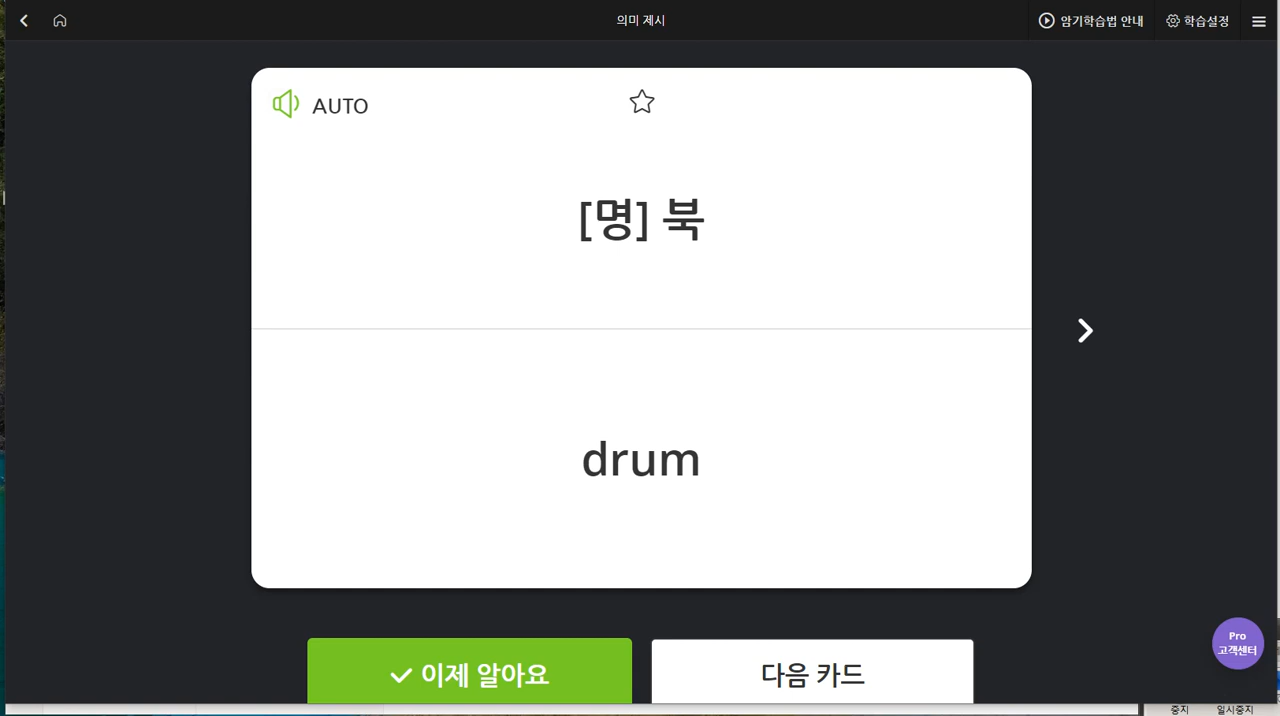 의미 제시
암기학습법 안내
학습설정
AUTO
[명] 북
drum
이제 알아요
다음 카드
Pro
고객센터
중지
일시중지